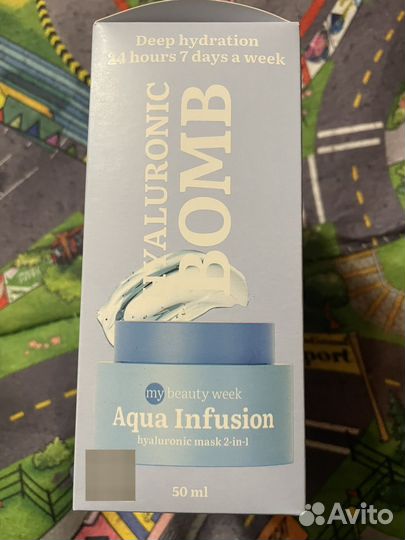 Deep hydration
24 hours 7 days a week
HYALURONIC
BOMB
my beauty week
Aqua Infusion
hyaluronic mask 2-in-1
50 ml
port
Avito